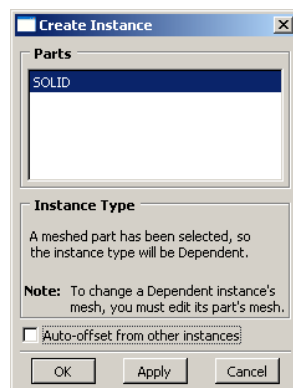 Create Instance
Parts
SOLID
Instance Type
A meshed part has been selected, so
the instance type will be Dependent.
Note: To change a Dependent instance's
mesh, you must edit its part's mesh.
Auto-offset from other instances
OK Apply Cancel